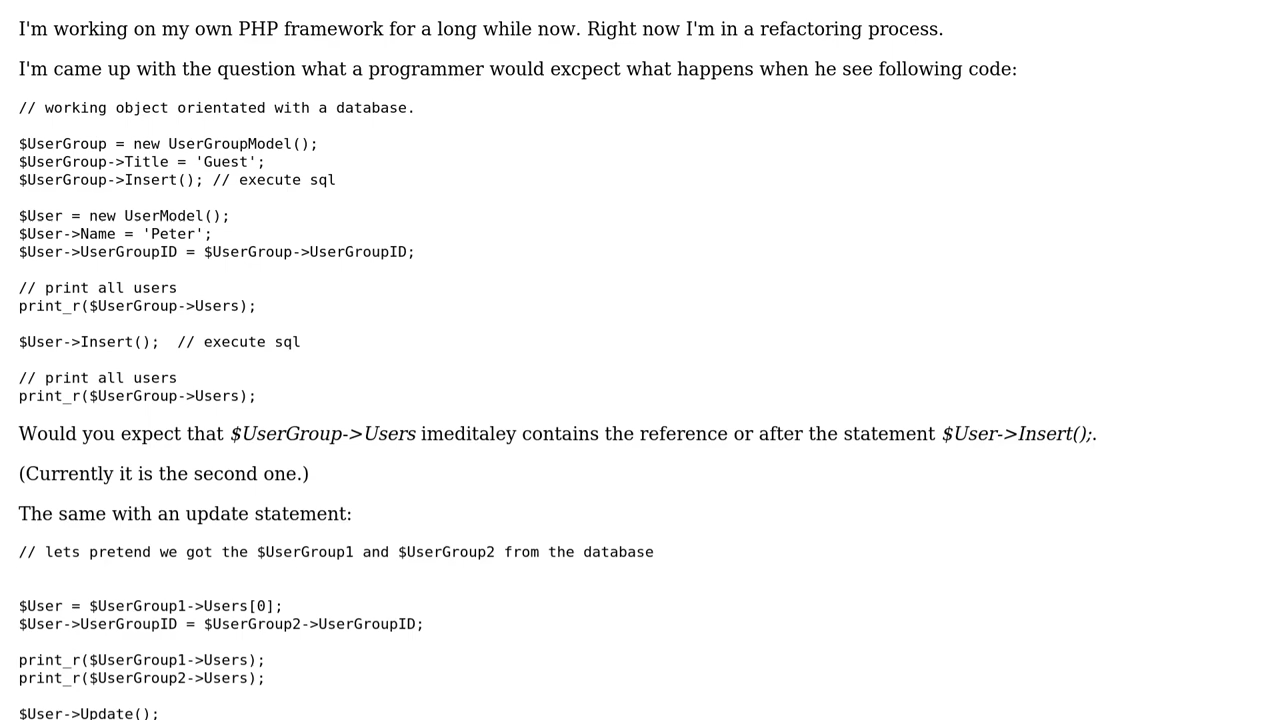 I'm working on my own PHP framework for a long while now. Right now I'm in a refactoring process.
I'm came up with the question what a programmer would excpect what happens when he see following code:
// working object orientated with a database.
$UserGroup = new UserGroupModel();
$UserGroup->Title = 'Guest';
$UserGroup->Insert(); // execute sql
$User = new UserModel();
$User->Name = 'Peter';
$User->UserGroupID = $UserGroup->UserGroupID;
// print all users
print_r($UserGroup->Users);
$User->Insert();  // execute sql
// print all users
print_r($UserGroup->Users);
Would you expect that $UserGroup->Users imeditaley contains the reference or after the statement $User->Insert();.
(Currently it is the second one.)
The same with an update statement:
// lets pretend we got the $UserGroup1 and $UserGroup2 from the database
$User = $UserGroup1->Users[0];
$User->UserGroupID = $UserGroup2->UserGroupID;
print_r($UserGroup1->Users);
print_r($UserGroup2->Users);
$User->Update();